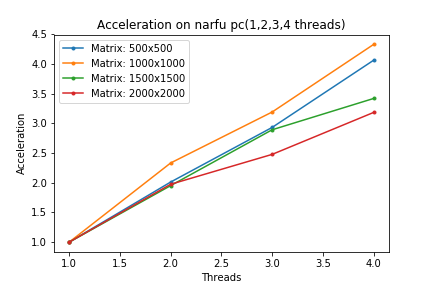 Acceleration on narfu pc(1,2,3,4 threads)
4.5
4.0
3.5
3.0
2.5
2.0
1.5
1.0
Acceleration
Matrix: 500x500
Matrix: 1000x1000
Matrix: 1500x1500
Matrix: 2000x2000
1.0 1.5 2.0 2.5 3.0 3.5 4.0
Threads